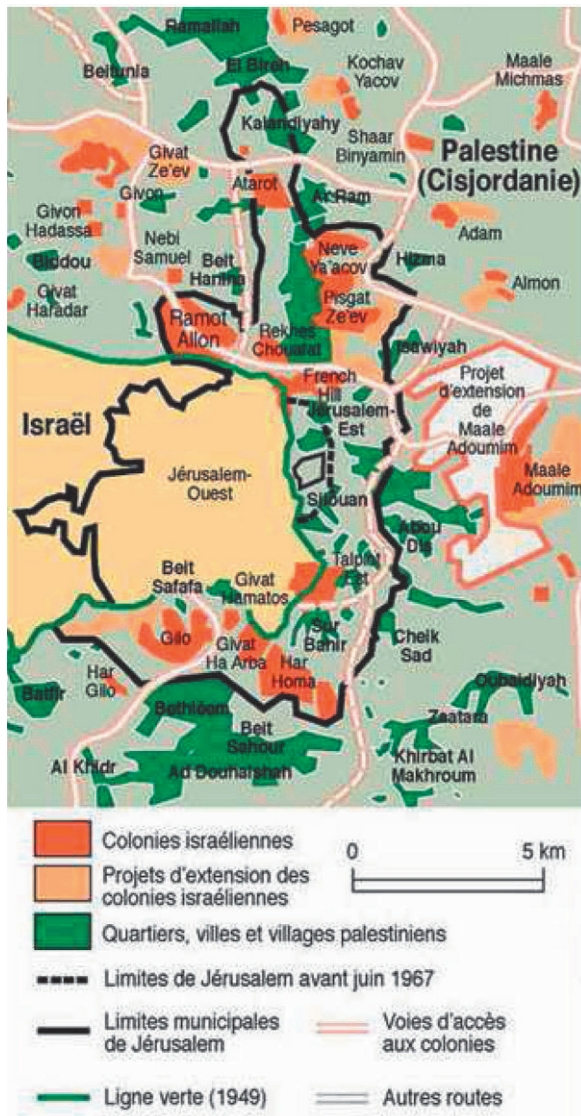 Ramallah
Pesagot
Beitunia
El Bireh
Kochav
Yacov
Maale
Michmas
Kalandiyahy
Shaar
Binyamin
Palestine
(Cisjordanie)
Givat
Ze'ev
Givon
Atarot
Ar Ram
Givon
Hadassa
Nebi
Samuel
Beit
Hanina
Neve
Ya'acov
Hizma
Adam
Biddou
Givat
Haradar
Pisgat
Ze'ev
Almon
Ramot
Allon
Rekhes
Choualat
Isawiyah
French
Hill
Jérusalem-
Est
Projet
d'extension
de
Maale
Adoumim
Israël
Jérusalem-
Ouest
Silouan
Maale
Adoumim
Abou
Dis
Beit
Safafa
Givat
Hamatos
Talpiot
Est
Gilo
Givat
Ha Arba
Sur
Bahir
Cheik
Sad
Har
Gilo
Har
Homa
Oubaidiyah
Battir
Bethléem
Zaatara
Beit
Sahour
Khirbat Al
Makhroum
Al Khidr
Ad Douhaishah
Colonies israéliennes
0 5 km
Projets d'extension des
colonies israéliennes
Quartiers, villes et villages palestiniens
Limites de Jérusalem avant juin 1967
Limites municipales
de Jérusalem
Voies d'accès
aux colonies
Ligne verte (1949)
Autres routes